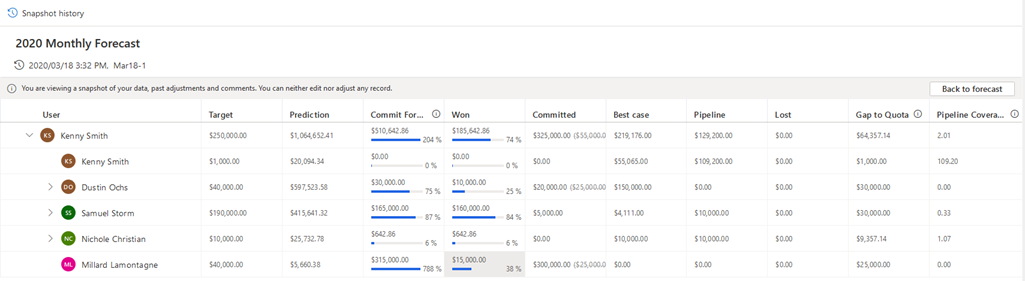 Snapshot history
2020 Monthly Forecast
2020/03/18 3:32 PM. Mar18-1
You are viewing a snapshot of your data, past adjustments and comments. You can neither edit nor adjust any record. Back to forecast
User Target Prediction Commit For... Won Committed Best case Pipeline Lost Gap to Quota Pipeline Covera...
KS Kenny Smith $250,000.00 $1,064,652.41 $510,642.86 204 % $185,642.86 74 % $325,000.00 ($55,000.0 $219,176.00 $129,200.00 $0.00 $64,357.14 2.01
KS Kenny Smith $1,000.00 $20,094.34 $0.00 0 % $0.00 0 % $0.00 $55,065.00 $109,200.00 $0.00 $1,000.00 109.20
DO Dustin Ochs $40,000.00 $597,523.58 $30,000.00 75 % $10,000.00 25 % $20,000.00 ($25,000.00 $150,000.00 $0.00 $0.00 $30,000.00 0.00
SS Samuel Storm $190,000.00 $415,641.32 $165,000.00 87 % $160,000.00 84 % $5,000.00 $4,111.00 $10,000.00 $0.00 $30,000.00 0.33
NC Nichole Christian $10,000.00 $25,732.78 $642.86 6 % $642.86 6 % $0.00 $10,000.00 $10,000.00 $0.00 $9,357.14 1.07
ML Millard Lamontagne $40,000.00 $5,660.38 $315,000.00 788 % $15,000.00 38 % $300,000.00 ($25,000.0 $0.00 $0.00 $0.00 $25,000.00 0.00